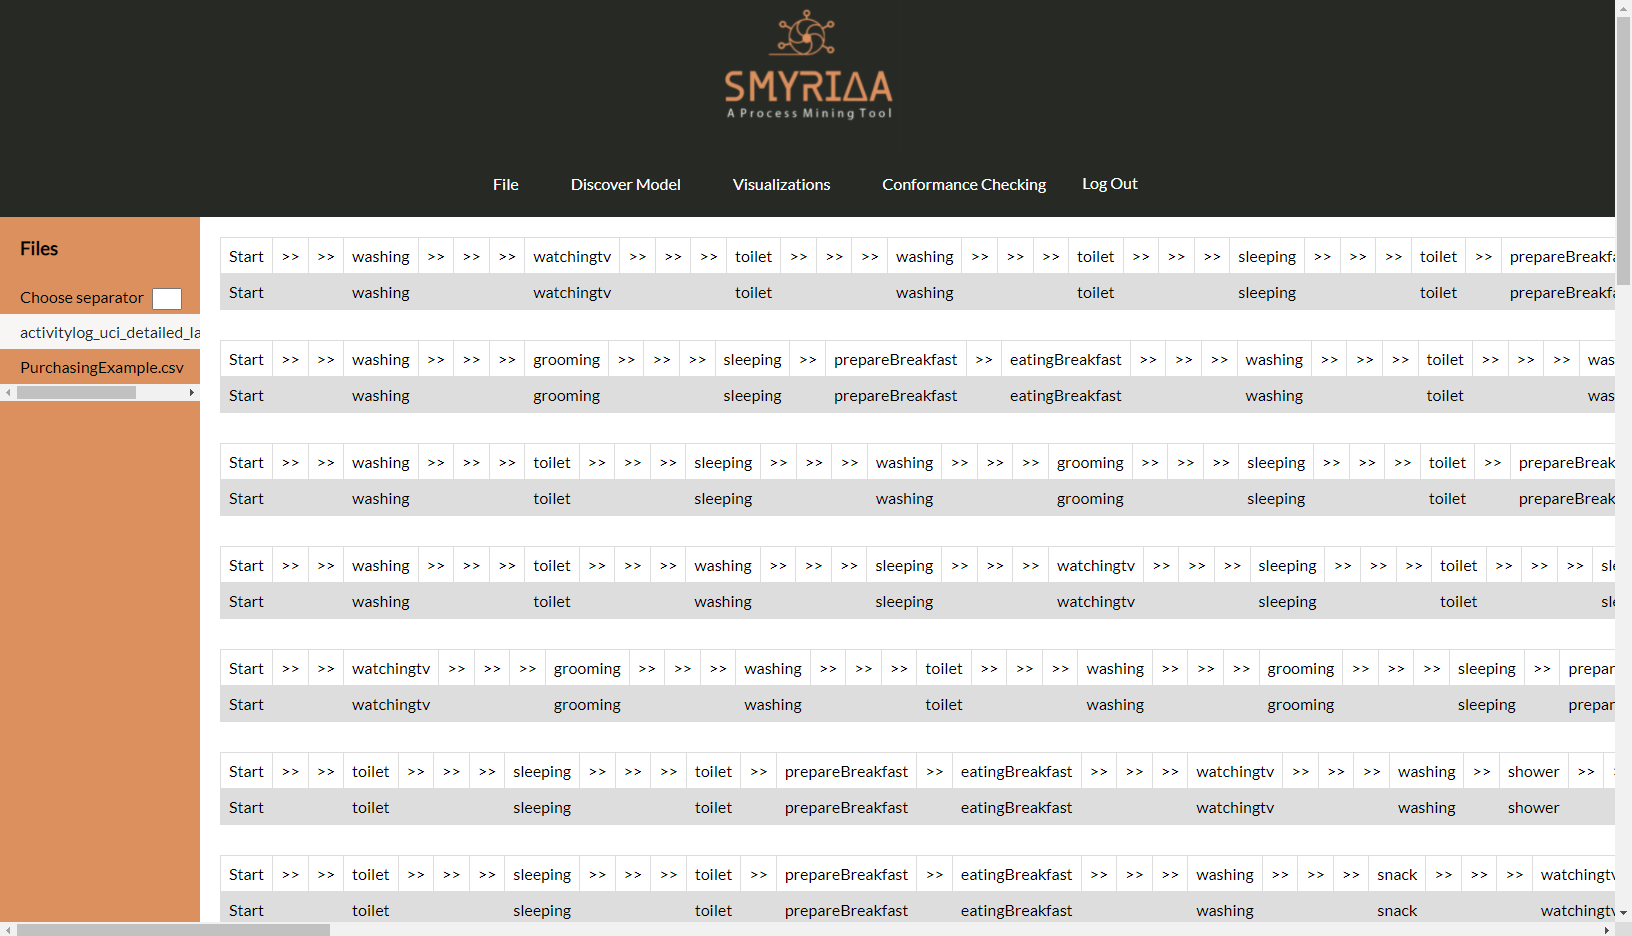 SMYRIΔA
A Process Mining Tool
File Discover Model Visualizations Conformance Checking Log Out
Files
Choose separator
activitylog_uci_detailed_la
PurchasingExample.csv
Start >> >> washing >> >> >> watchingtv >> >> >> toilet >> >> >> washing >> >> >> toilet >> >> >> sleeping >> >> >> toilet >> prepareBreakfa
Start washing watchingtv toilet washing toilet sleeping toilet prepareBreakfa
Start >> >> washing >> >> >> grooming >> >> >> sleeping >> prepareBreakfast >> eatingBreakfast >> >> >> washing >> >> >> toilet >> >> >> was
Start washing grooming sleeping prepareBreakfast eatingBreakfast washing toilet was
Start >> >> washing >> >> >> toilet >> >> >> sleeping >> >> >> washing >> >> >> grooming >> >> >> sleeping >> >> >> toilet >> prepareBreak
Start washing toilet sleeping washing grooming sleeping toilet prepareBreak
Start >> >> washing >> >> >> toilet >> >> >> washing >> >> >> sleeping >> >> >> watchingtv >> >> >> sleeping >> >> >> toilet >> >> >> sle
Start washing toilet washing sleeping watchingtv sleeping toilet sle
Start >> >> watchingtv >> >> >> grooming >> >> >> washing >> >> >> toilet >> >> >> washing >> >> >> grooming >> >> >> sleeping >> prepar
Start watchingtv grooming washing toilet washing grooming sleeping prepar
Start >> >> toilet >> >> >> sleeping >> >> >> toilet >> prepareBreakfast >> eatingBreakfast >> >> >> watchingtv >> >> >> washing >> shower >>
Start toilet sleeping toilet prepareBreakfast eatingBreakfast watchingtv washing shower
Start >> >> toilet >> >> >> sleeping >> >> >> toilet >> prepareBreakfast >> eatingBreakfast >> >> >> washing >> >> >> snack >> >> >> watchingtv
Start toilet sleeping toilet prepareBreakfast eatingBreakfast washing snack watchingtv